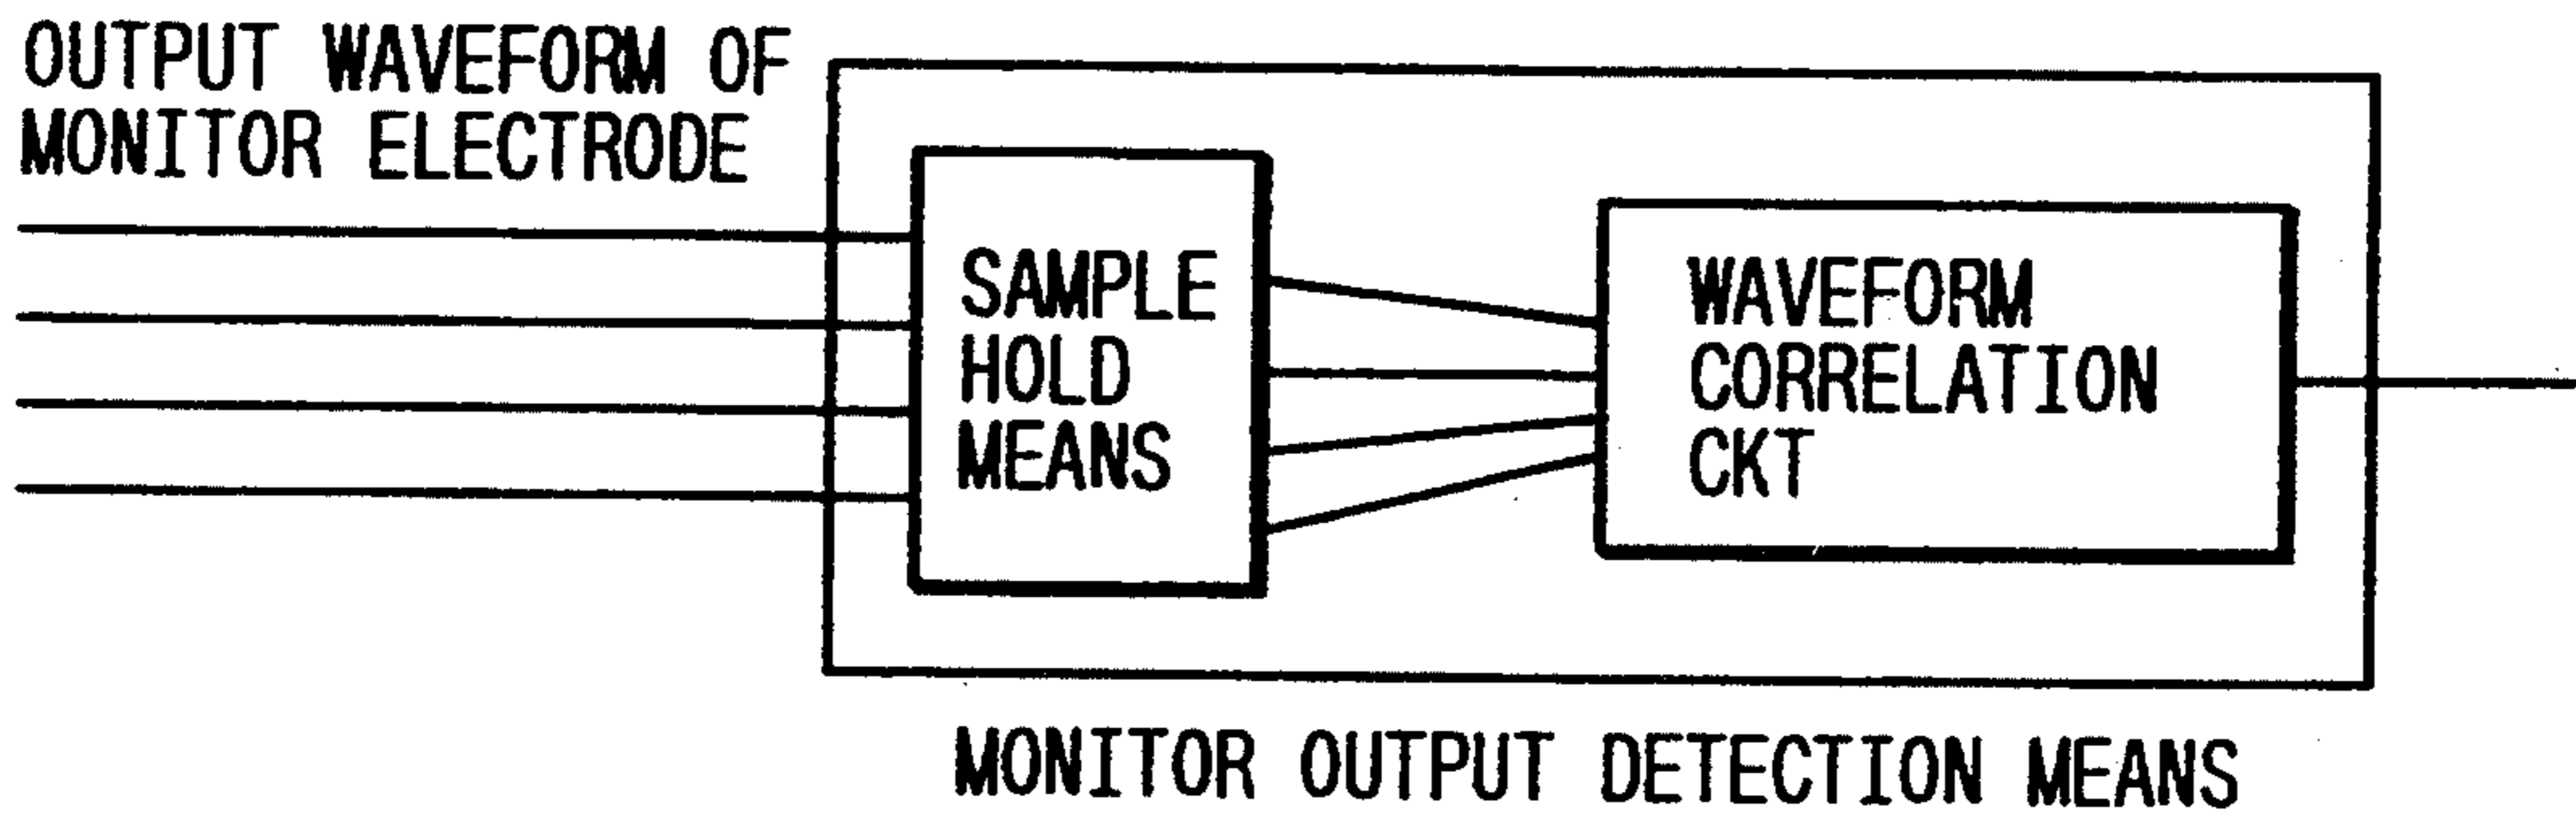 OUTPUT WAVEFORM OF
MONITOR ELECTRODE
SAMPLE
HOLD
MEANS
WAVEFORM
CORRELATION
CKT
MONITOR OUTPUT DETECTION MEANS